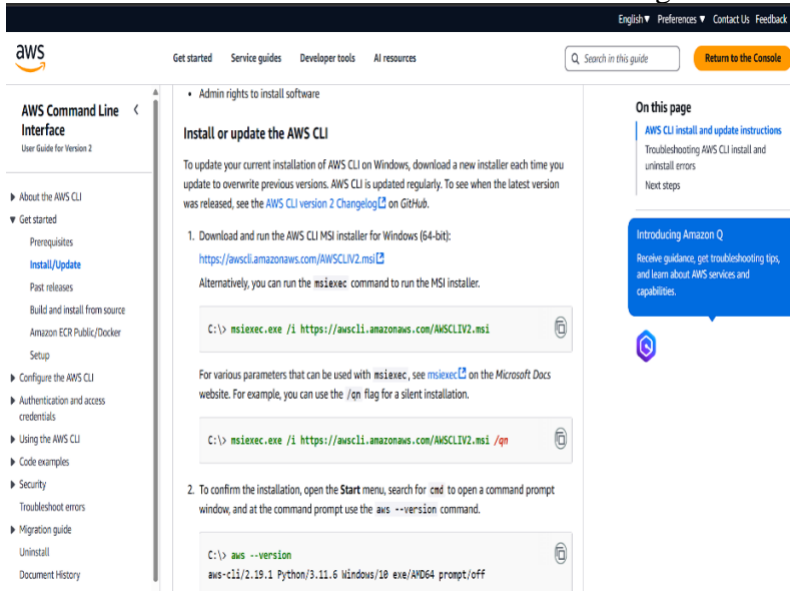 English▼ Preferences ▼ Contact Us Feedback
aws
Get started Service guides Developer tools AI resources
Search in this guide
Return to the Console
AWS Command Line
Interface
User Guide for Version 2
About the AWS CLI
Get started
Prerequisites
Install/Update
Past releases
Build and install from source
Amazon ECR Public/Docker
Setup
Configure the AWS CLI
Authentication and access
credentials
Using the AWS CLI
Code examples
Security
Troubleshoot errors
Migration guide
Uninstall
Document History
• Admin rights to install software
Install or update the AWS CLI
To update your current installation of AWS CLI on Windows, download a new installer each time you
update to overwrite previous versions. AWS CLI is updated regularly. To see when the latest version
was released, see the AWS CLI version 2 Changelog on GitHub.
1. Download and run the AWS CLI MSI installer for Windows (64-bit):
https://awscli.amazonaws.com/AWSCLIV2.msi
Alternatively, you can run the msiexec command to run the MSI installer.
C:\> msiexec.exe /i https://awscli.amazonaws.com/AWSCLIV2.msi
For various parameters that can be used with msiexec, see msiexec on the Microsoft Docs
website. For example, you can use the /qn flag for a silent installation.
C:\> msiexec.exe /i https://awscli.amazonaws.com/AWSCLIV2.msi /qn
2. To confirm the installation, open the Start menu, search for cmd to open a command prompt
window, and at the command prompt use the aws --version command.
C:\> aws --version
aws-cli/2.19.1 Python/3.11.6 Windows/10 exe/AMD64 prompt/off
On this page
AWS CLI install and update instructions
Troubleshooting AWS CLI install and
uninstall errors
Next steps
Introducing Amazon Q
Receive guidance, get troubleshooting tips,
and learn about AWS services and
capabilities.